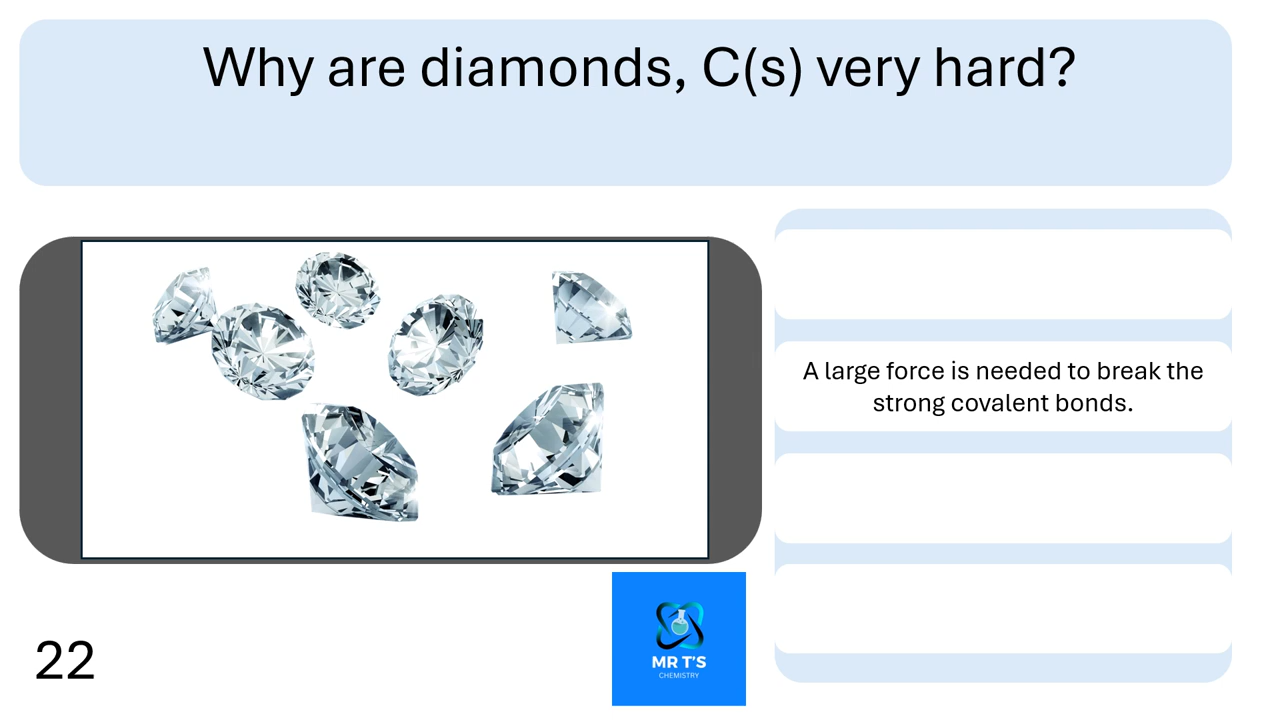 Why are diamonds, C(s) very hard?
A large force is needed to break the
strong covalent bonds.
22
MR T'S
CHEMISTRY